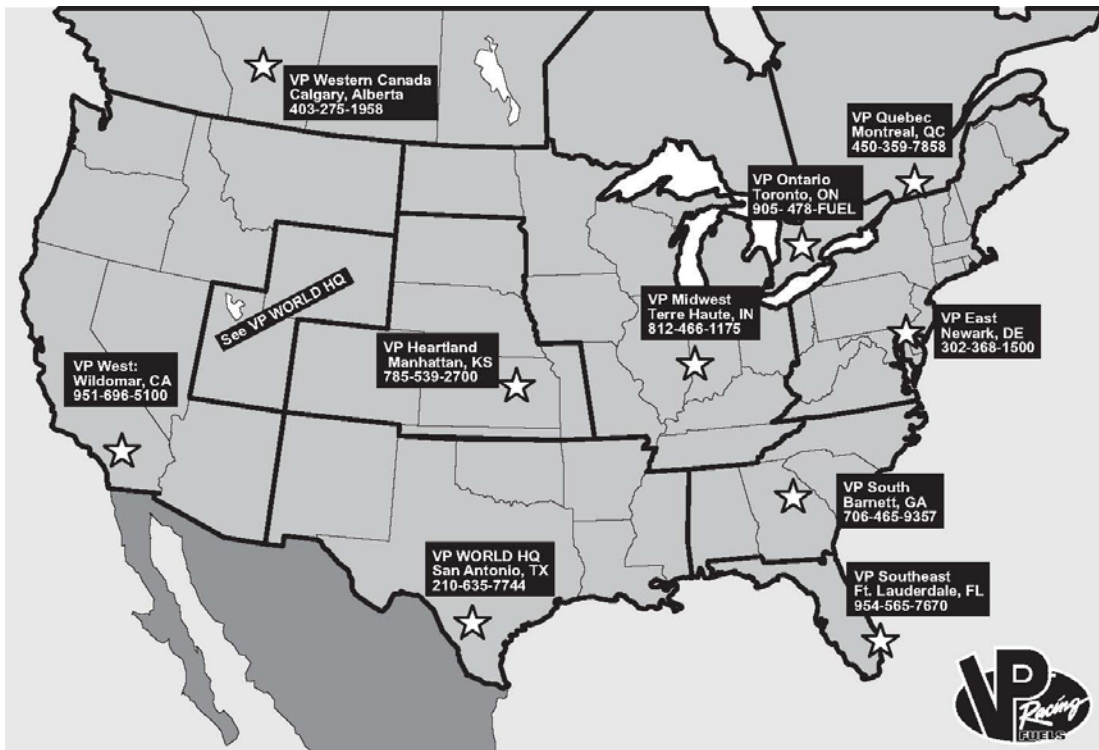 VP Western Canada
Calgary, Alberta
403-275-1958
VP Quebec
Montreal, QC
450-359-7858
VP Ontario
Toronto, ON
905- 478-FUEL
See VP WORLD HQ
VP Midwest
Terre Haute, IN
812-466-1175
VP East
Newark, DE
302-368-1500
VP Heartland
Manhattan, KS
785-539-2700
VP West:
Wildomar, CA
951-696-5100
VP South
Barnett, GA
706-465-9357
VP WORLD HQ
San Antonio, TX
210-635-7744
VP Southeast
Ft. Lauderdale, FL
954-565-7670
VP
Racing
FUELS